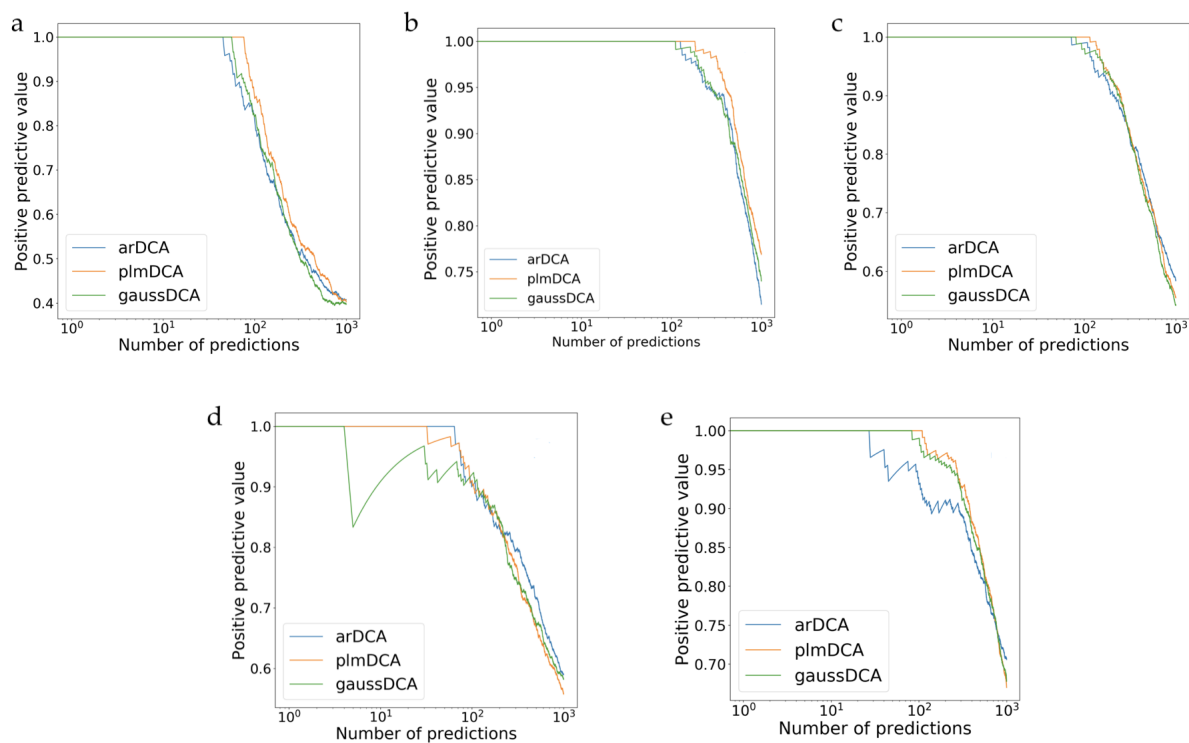 a
1.0
0.9
0.8
0.7
0.6
0.5
0.4
Positive predictive value
arDCA
plmDCA
gaussDCA
10^0 10^1 10^2 10^3
Number of predictions
b
1.00
0.95
0.90
0.85
0.80
0.75
Positive predictive value
arDCA
plmDCA
gaussDCA
10^0 10^1 10^2 10^3
Number of predictions
c
1.0
0.9
0.8
0.7
0.6
Positive predictive value
arDCA
plmDCA
gaussDCA
10^0 10^1 10^2 10^3
Number of predictions
d
1.0
0.9
0.8
0.7
0.6
Positive predictive value
arDCA
plmDCA
gaussDCA
10^0 10^1 10^2 10^3
Number of predictions
e
1.00
0.95
0.90
0.85
0.80
0.75
0.70
Positive predictive value
arDCA
plmDCA
gaussDCA
10^0 10^1 10^2 10^3
Number of predictions